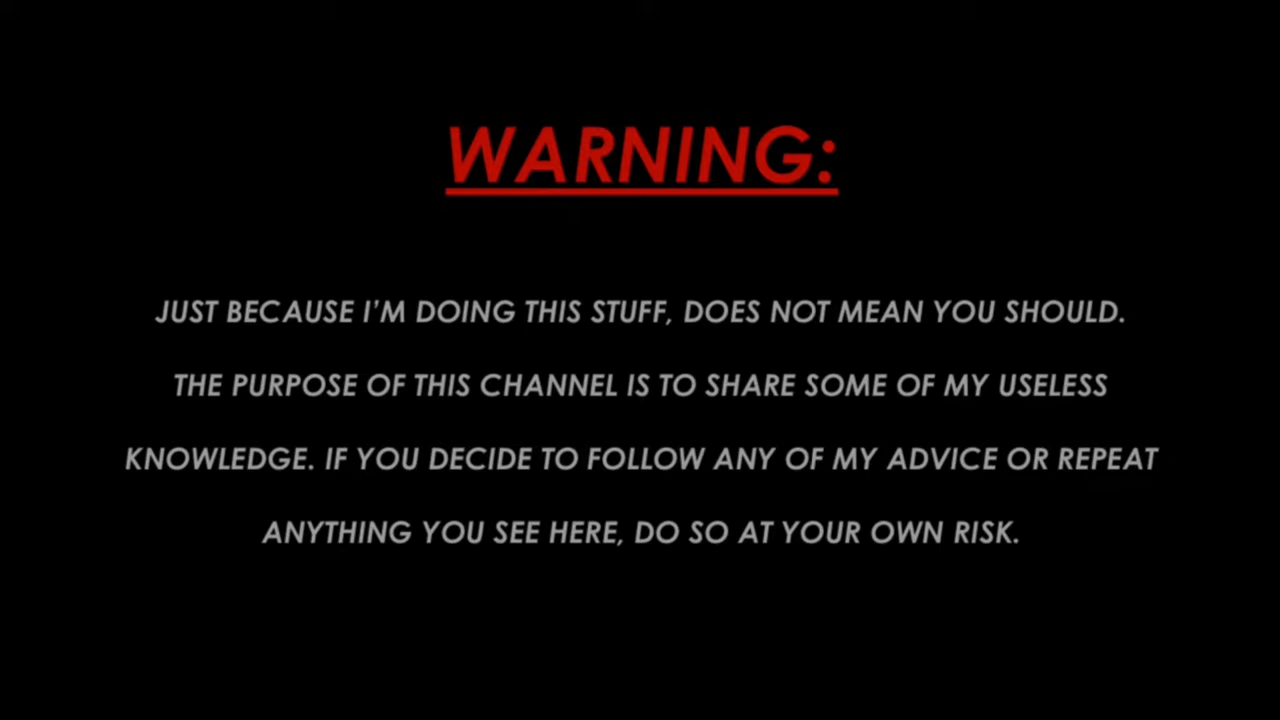 WARNING:
JUST BECAUSE I'M DOING THIS STUFF, DOES NOT MEAN YOU SHOULD.
THE PURPOSE OF THIS CHANNEL IS TO SHARE SOME OF MY USELESS
KNOWLEDGE. IF YOU DECIDE TO FOLLOW ANY OF MY ADVICE OR REPEAT
ANYTHING YOU SEE HERE, DO SO AT YOUR OWN RISK.